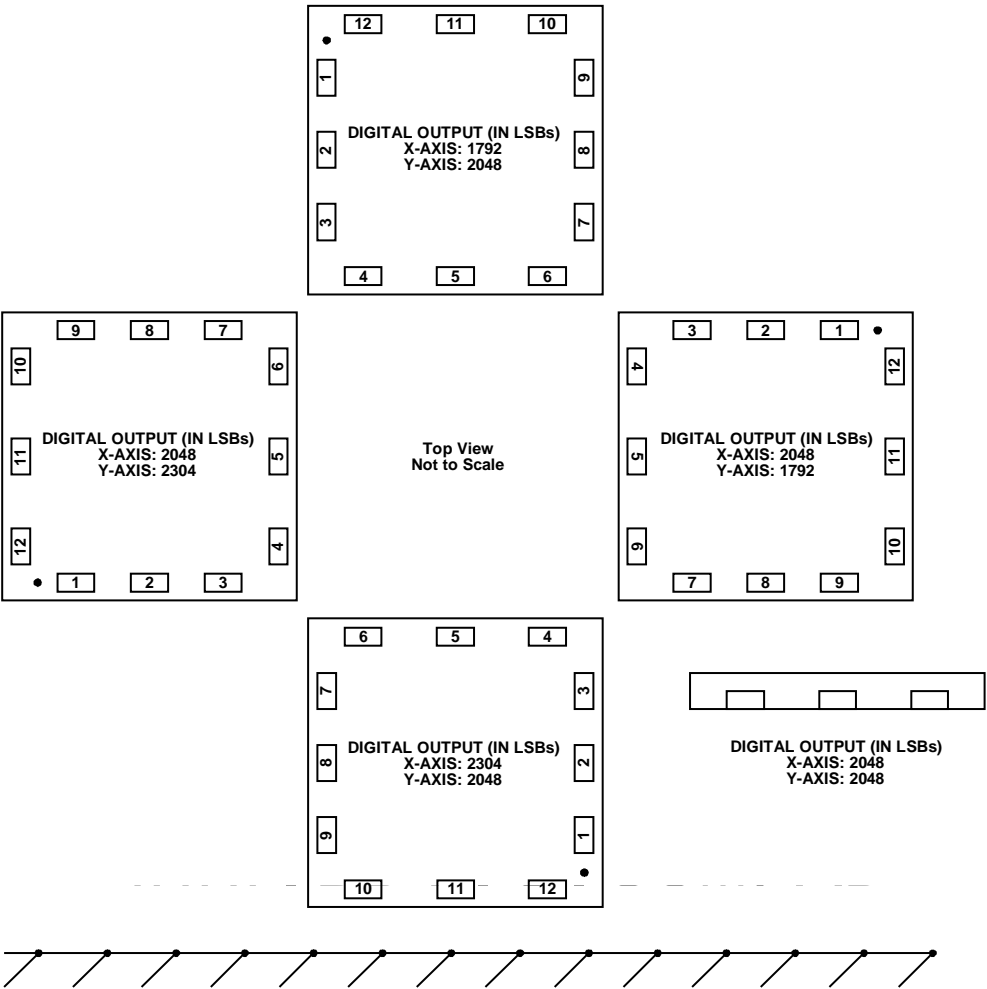 12 11 10
1 9
DIGITAL OUTPUT (IN LSBs)
X-AXIS: 1792
Y-AXIS: 2048
2 8
3 7
4 5 6
9 8 7
10 6
DIGITAL OUTPUT (IN LSBs)
X-AXIS: 2048
Y-AXIS: 2304
11 5
12 4
1 2 3
Top View
Not to Scale
3 2 1
4 12
DIGITAL OUTPUT (IN LSBs)
X-AXIS: 2048
Y-AXIS: 1792
5 11
6 10
7 8 9
6 5 4
7 3
DIGITAL OUTPUT (IN LSBs)
X-AXIS: 2304
Y-AXIS: 2048
8 2
9 1
10 11 12
DIGITAL OUTPUT (IN LSBs)
X-AXIS: 2048
Y-AXIS: 2048